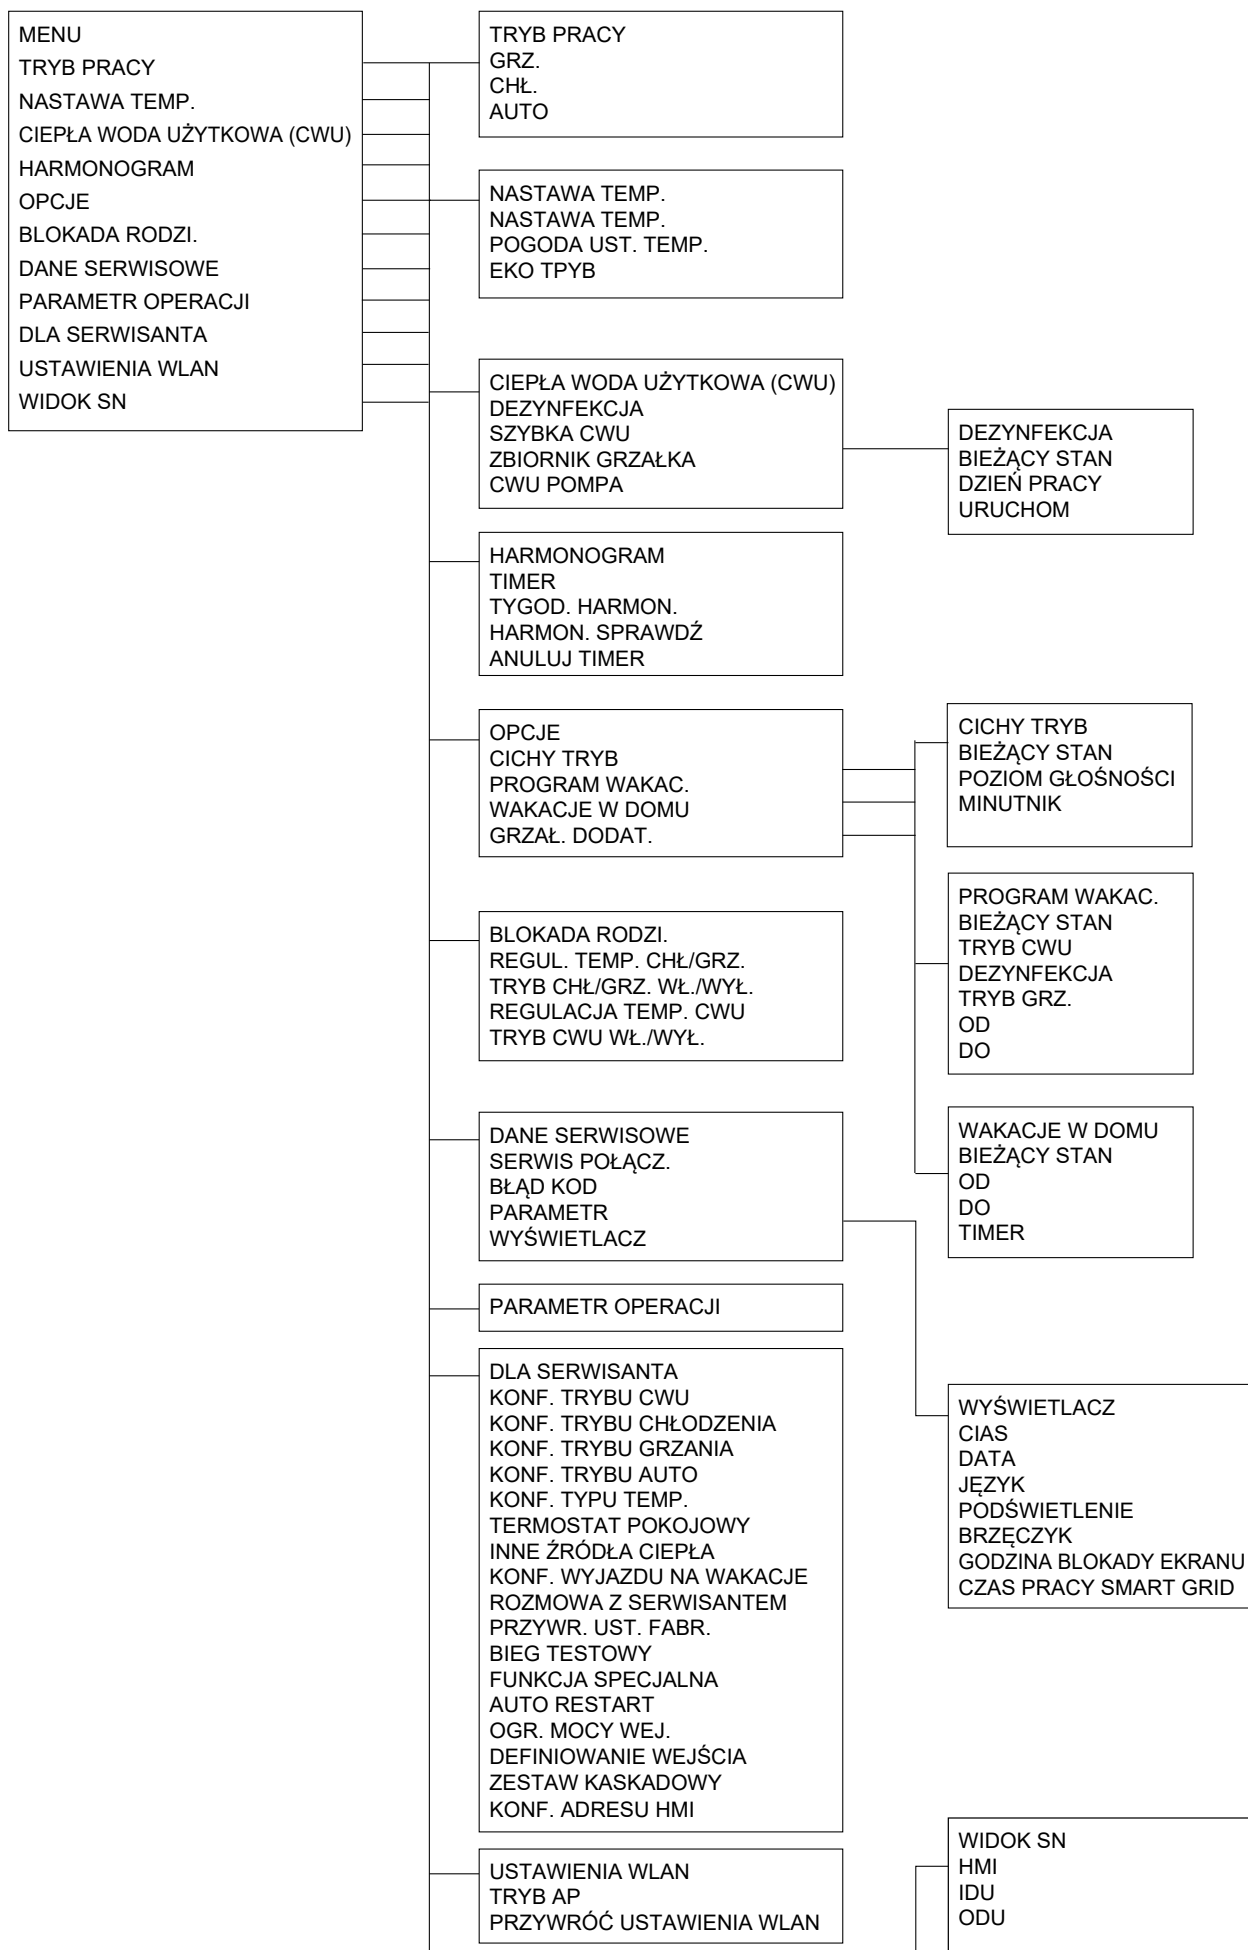 MENU
TRYB PRACY
NASTAWA TEMP.
CIEPŁA WODA UŻYTKOWA (CWU)
HARMONOGRAM
OPCJE
BLOKADA RODZI.
DANE SERWISOWE
PARAMETR OPERACJI
DLA SERWISANTA
USTAWIENIA WLAN
WIDOK SN
TRYB PRACY
GRZ.
CHŁ.
AUTO
NASTAWA TEMP.
NASTAWA TEMP.
POGODA UST. TEMP.
EKO TPYB
CIEPŁA WODA UŻYTKOWA (CWU)
DEZYNFEKCJA
SZYBKA CWU
ZBIORNIK GRZAŁKA
CWU POMPA
DEZYNFEKCJA
BIEŻĄCY STAN
DZIEŃ PRACY
URUCHOM
HARMONOGRAM
TIMER
TYGOD. HARMON.
HARMON. SPRAWDŹ
ANULUJ TIMER
OPCJE
CICHY TRYB
PROGRAM WAKAC.
WAKACJE W DOMU
GRZAŁ. DODAT.
CICHY TRYB
BIEŻĄCY STAN
POZIOM GŁOŚNOŚCI
MINUTNIK
PROGRAM WAKAC.
BIEŻĄCY STAN
TRYB CWU
DEZYNFEKCJA
TRYB GRZ.
OD
DO
WAKACJE W DOMU
BIEŻĄCY STAN
OD
DO
TIMER
BLOKADA RODZI.
REGUL. TEMP. CHŁ/GRZ.
TRYB CHŁ/GRZ. WŁ./WYŁ.
REGULACJA TEMP. CWU
TRYB CWU WŁ./WYŁ.
DANE SERWISOWE
SERWIS POŁĄCZ.
BŁĄD KOD
PARAMETR
WYŚWIETLACZ
WYŚWIETLACZ
CIAS
DATA
JĘZYK
PODŚWIETLENIE
BRZĘCZYK
GODZINA BLOKADY EKRANU
CZAS PRACY SMART GRID
PARAMETR OPERACJI
DLA SERWISANTA
KONF. TRYBU CWU
KONF. TRYBU CHŁODZENIA
KONF. TRYBU GRZANIA
KONF. TRYBU AUTO
KONF. TYPU TEMP.
TERMOSTAT POKOJOWY
INNE ŹRÓDŁA CIEPŁA
KONF. WYJAZDU NA WAKACJE
ROZMOWA Z SERWISANTEM
PRZYWR. UST. FABR.
BIEG TESTOWY
FUNKCJA SPECJALNA
AUTO RESTART
OGR. MOCY WEJ.
DEFINIOWANIE WEJŚCIA
ZESTAW KASKADOWY
KONF. ADRESU HMI
USTAWIENIA WLAN
TRYB AP
PRZYWRÓĆ USTAWIENIA WLAN
WIDOK SN
HMI
IDU
ODU